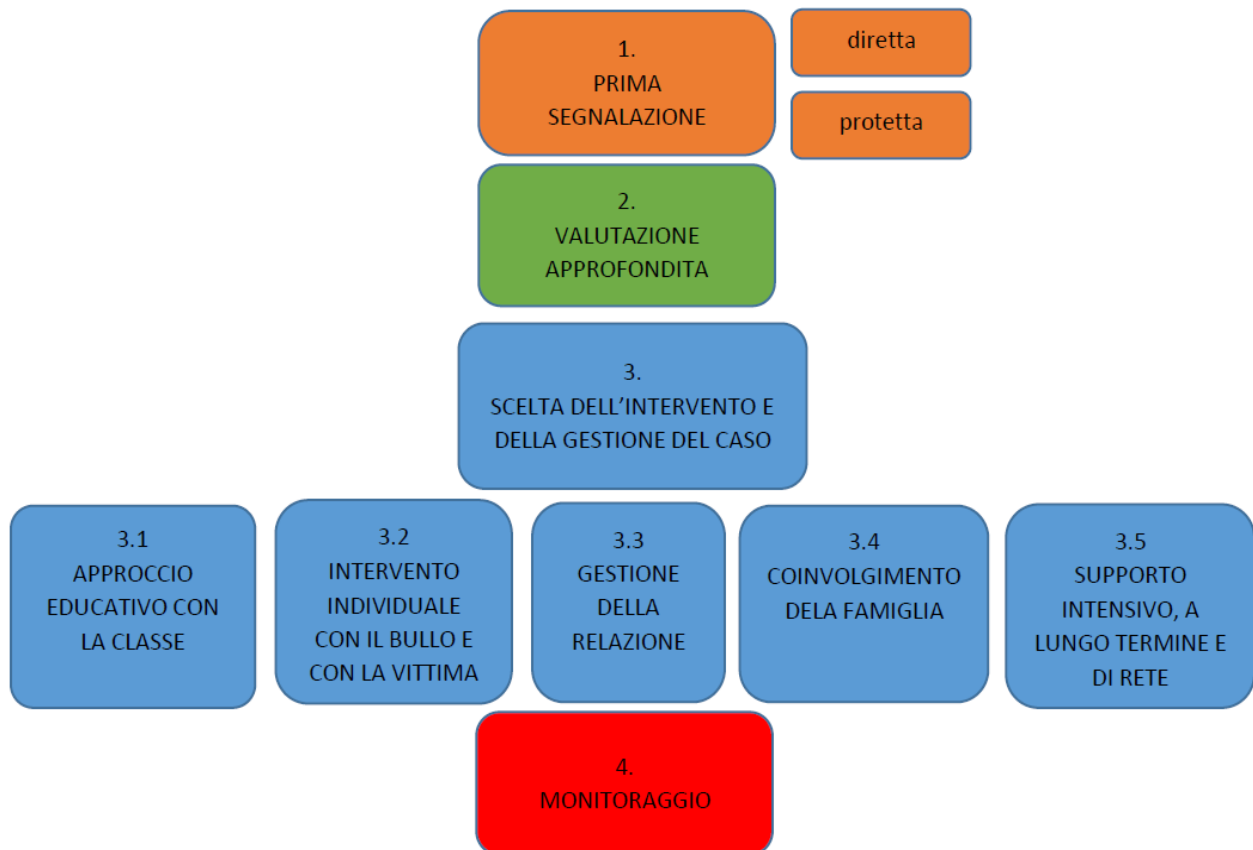 1.
PRIMA
SEGNALAZIONE
diretta
protetta
2.
VALUTAZIONE
APPROFONDITA
3.
SCELTA DELL’INTERVENTO E
DELLA GESTIONE DEL CASO
3.1
APPROCCIO
EDUCATIVO CON
LA CLASSE
3.2
INTERVENTO
INDIVIDUALE
CON IL BULLO E
CON LA VITTIMA
3.3
GESTIONE
DELLA
RELAZIONE
3.4
COINVOLGIMENTO
DELA FAMIGLIA
3.5
SUPPORTO
INTENSIVO, A
LUNGO TERMINE E
DI RETE
4.
MONITORAGGIO